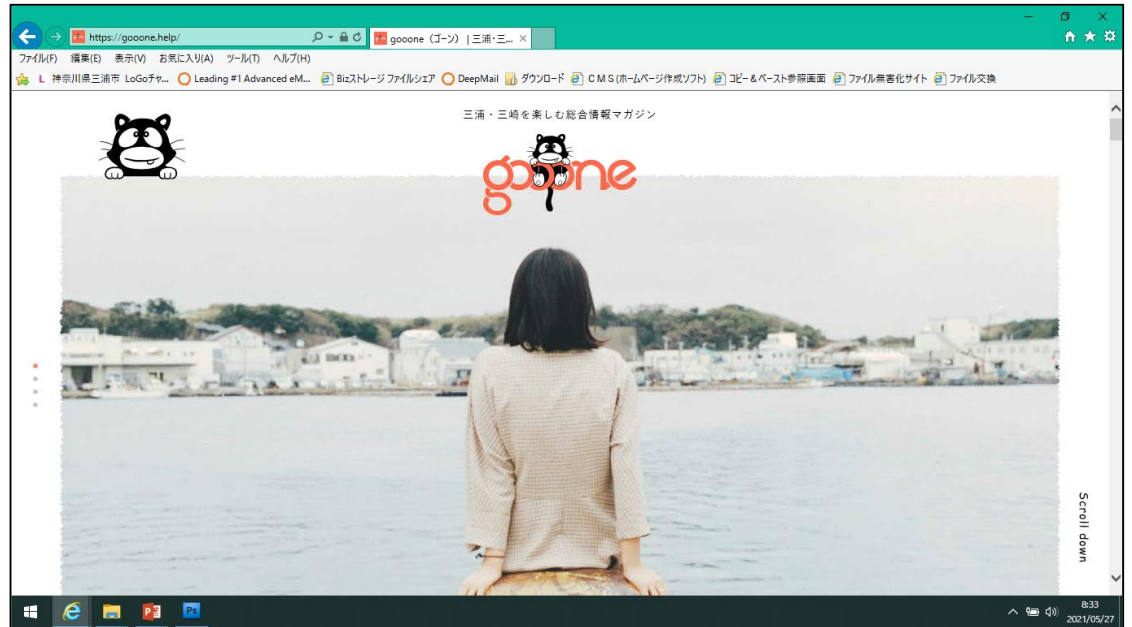 https://gooone.help/
gooone（ゴーン）｜三浦・三...
ファイル(F) 編集(E) 表示(V) お気に入り(A) ツール(T) ヘルプ(H)
L 神奈川県三浦市 LoGoチャ... Leading #1 Advanced eM... Bizストレージ ファイルシェア DeepMail ダウンロード ＣＭＳ(ホームページ作成ソフト) コピー＆ペースト参照画面 ファイル無害化サイト ファイル交換
三浦・三崎を楽しむ総合情報マガジン
gooone
Scroll down
8:33
2021/05/27